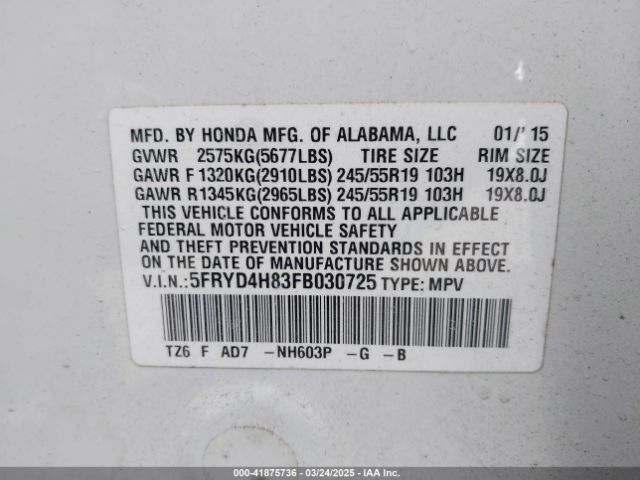 MFD. BY HONDA MFG. OF ALABAMA, LLC 01/'15
GVWR 2575KG(5677LBS) TIRE SIZE RIM SIZE
GAWR F 1320KG(2910LBS) 245/55R19 103H 19X8.0J
GAWR R1345KG(2965LBS) 245/55R19 103H 19X8.0J
THIS VEHICLE CONFORMS TO ALL APPLICABLE
FEDERAL MOTOR VEHICLE SAFETY
AND THEFT PREVENTION STANDARDS IN EFFECT
ON THE DATE OF MANUFACTURE SHOWN ABOVE.
V.I.N.:5FRYD4H83FB030725 TYPE: MPV
TZ6 F AD7 -NH603P -G -B
000-41875736 - 03/24/2025 - IAA Inc.